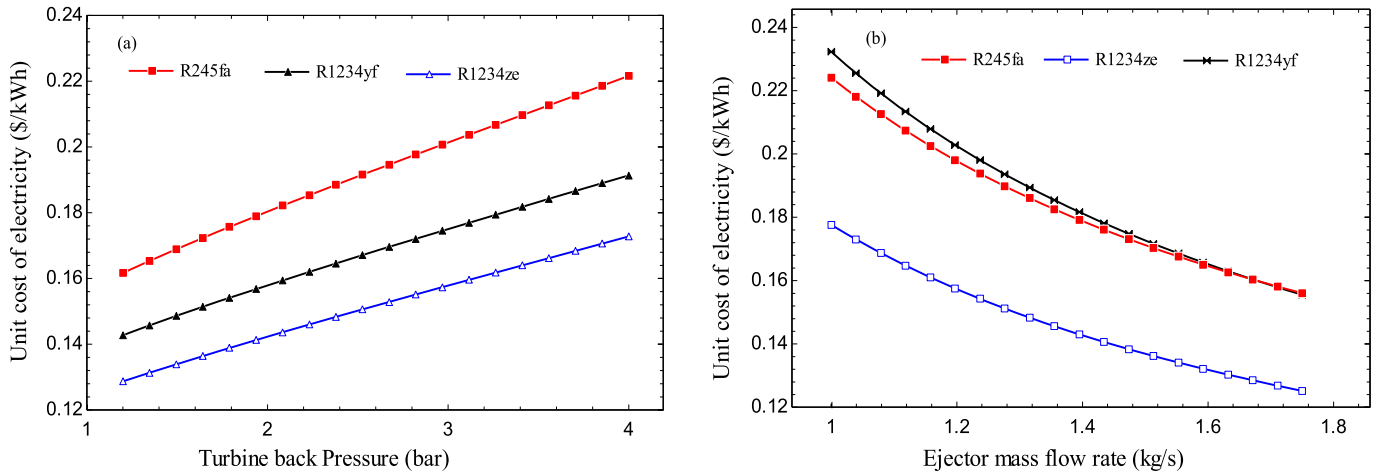 (a)
R245fa R1234yf R1234ze
Unit cost of electricity ($/kWh)
0.24
0.22
0.2
0.18
0.16
0.14
0.12
1 2 3 4
Turbine back Pressure (bar)
(b)
R245fa R1234ze R1234yf
Unit cost of electricity ($/kWh)
0.24
0.22
0.2
0.18
0.16
0.14
0.12
1 1.2 1.4 1.6 1.8
Ejector mass flow rate (kg/s)